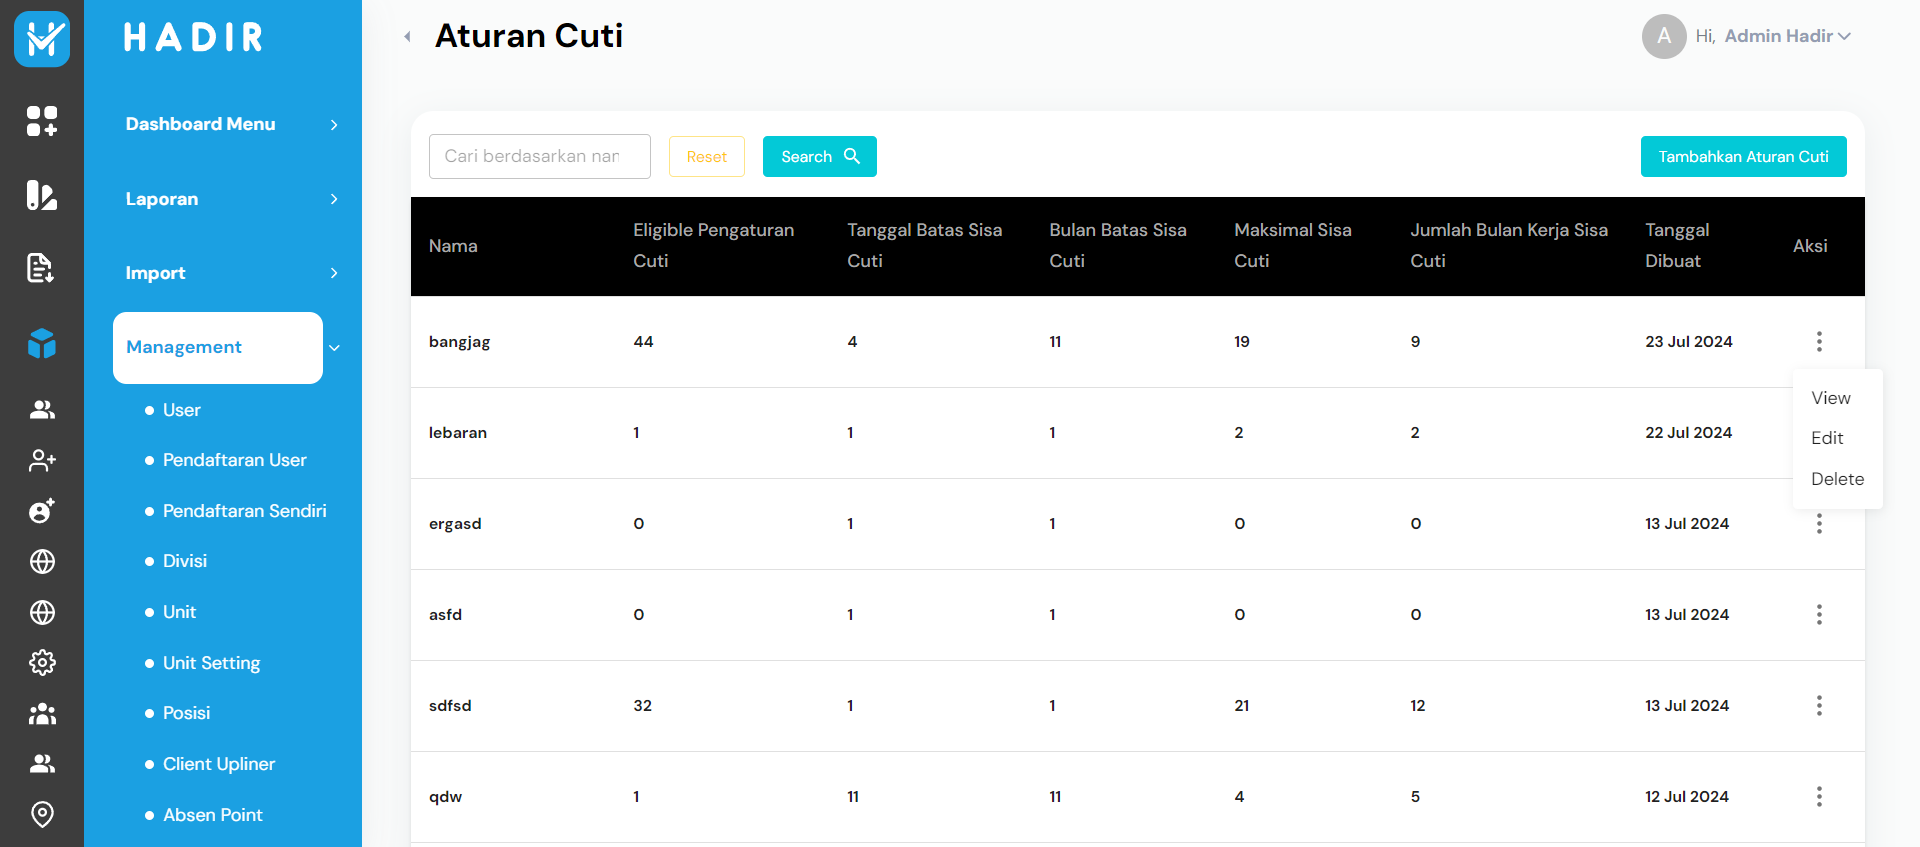 HADIR
Aturan Cuti
A
Hi, Admin Hadir
Dashboard Menu
Laporan
Import
Management
User
Pendaftaran User
Pendaftaran Sendiri
Divisi
Unit
Unit Setting
Posisi
Client Upliner
Absen Point
Cari berdasarkan nar
Reset
Search
Tambahkan Aturan Cuti
Nama
Eligible Pengaturan Cuti
Tanggal Batas Sisa Cuti
Bulan Batas Sisa Cuti
Maksimal Sisa Cuti
Jumlah Bulan Kerja Sisa Cuti
Tanggal Dibuat
Aksi
bangjag 44 4 11 19 9 23 Jul 2024
lebaran 1 1 1 2 2 22 Jul 2024
ergasd 0 1 1 0 0 13 Jul 2024
asfd 0 1 1 0 0 13 Jul 2024
sdfsd 32 1 1 21 12 13 Jul 2024
qdw 1 11 11 4 5 12 Jul 2024
View
Edit
Delete